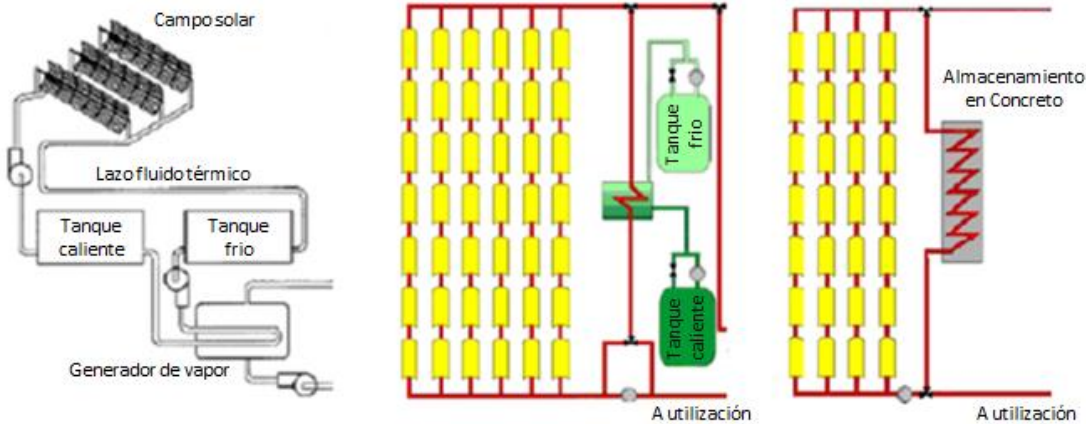 Campo solar
Lazo fluido térmico
Tanque
caliente
Tanque
frio
Generador de vapor
Tanque
frio
Tanque
caliente
A utilización
Almacenamiento
en Concreto
A utilización